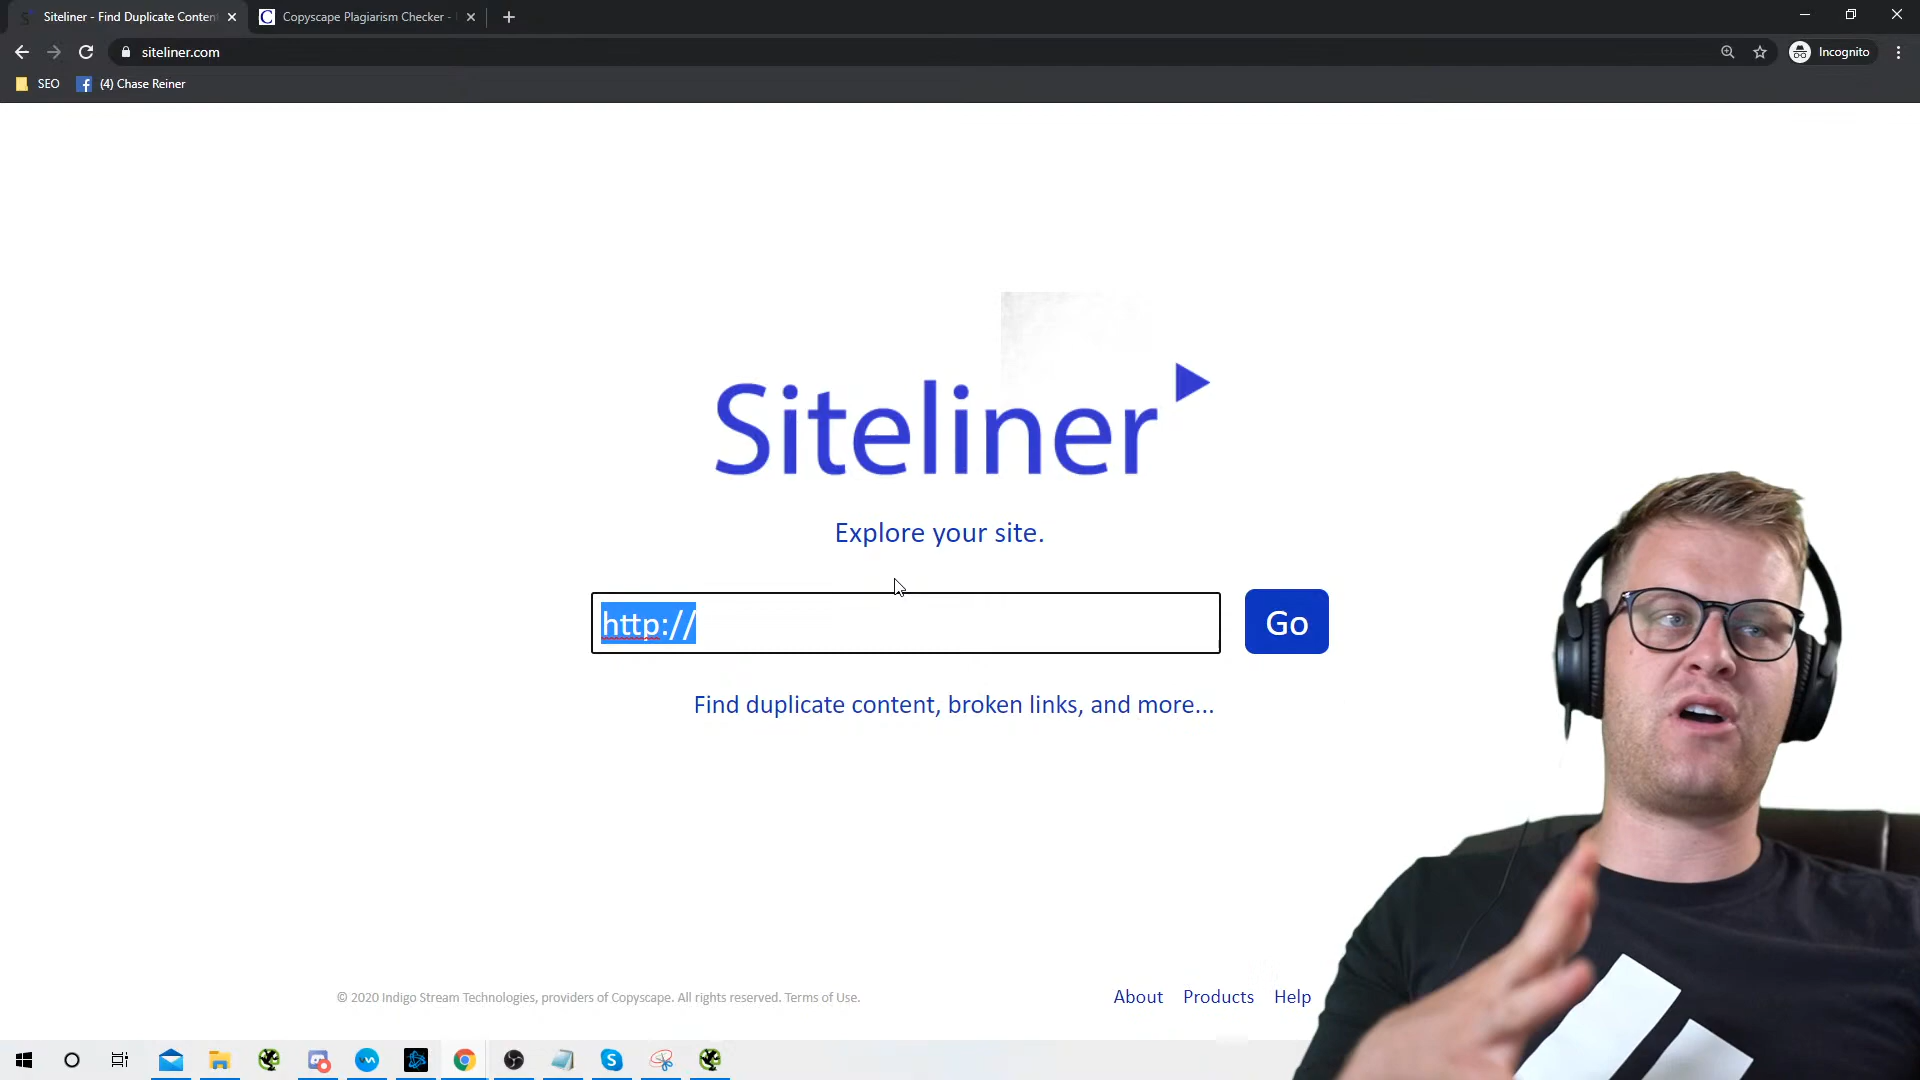 Siteliner - Find Duplicate Conten
Copyscape Plagiarism Checker -
siteliner.com
Incognito
SEO
(4) Chase Reiner
Siteliner
Explore your site.
http://
Go
Find duplicate content, broken links, and more...
© 2020 Indigo Stream Technologies, providers of Copyscape. All rights reserved. Terms of Use.
About Products Help